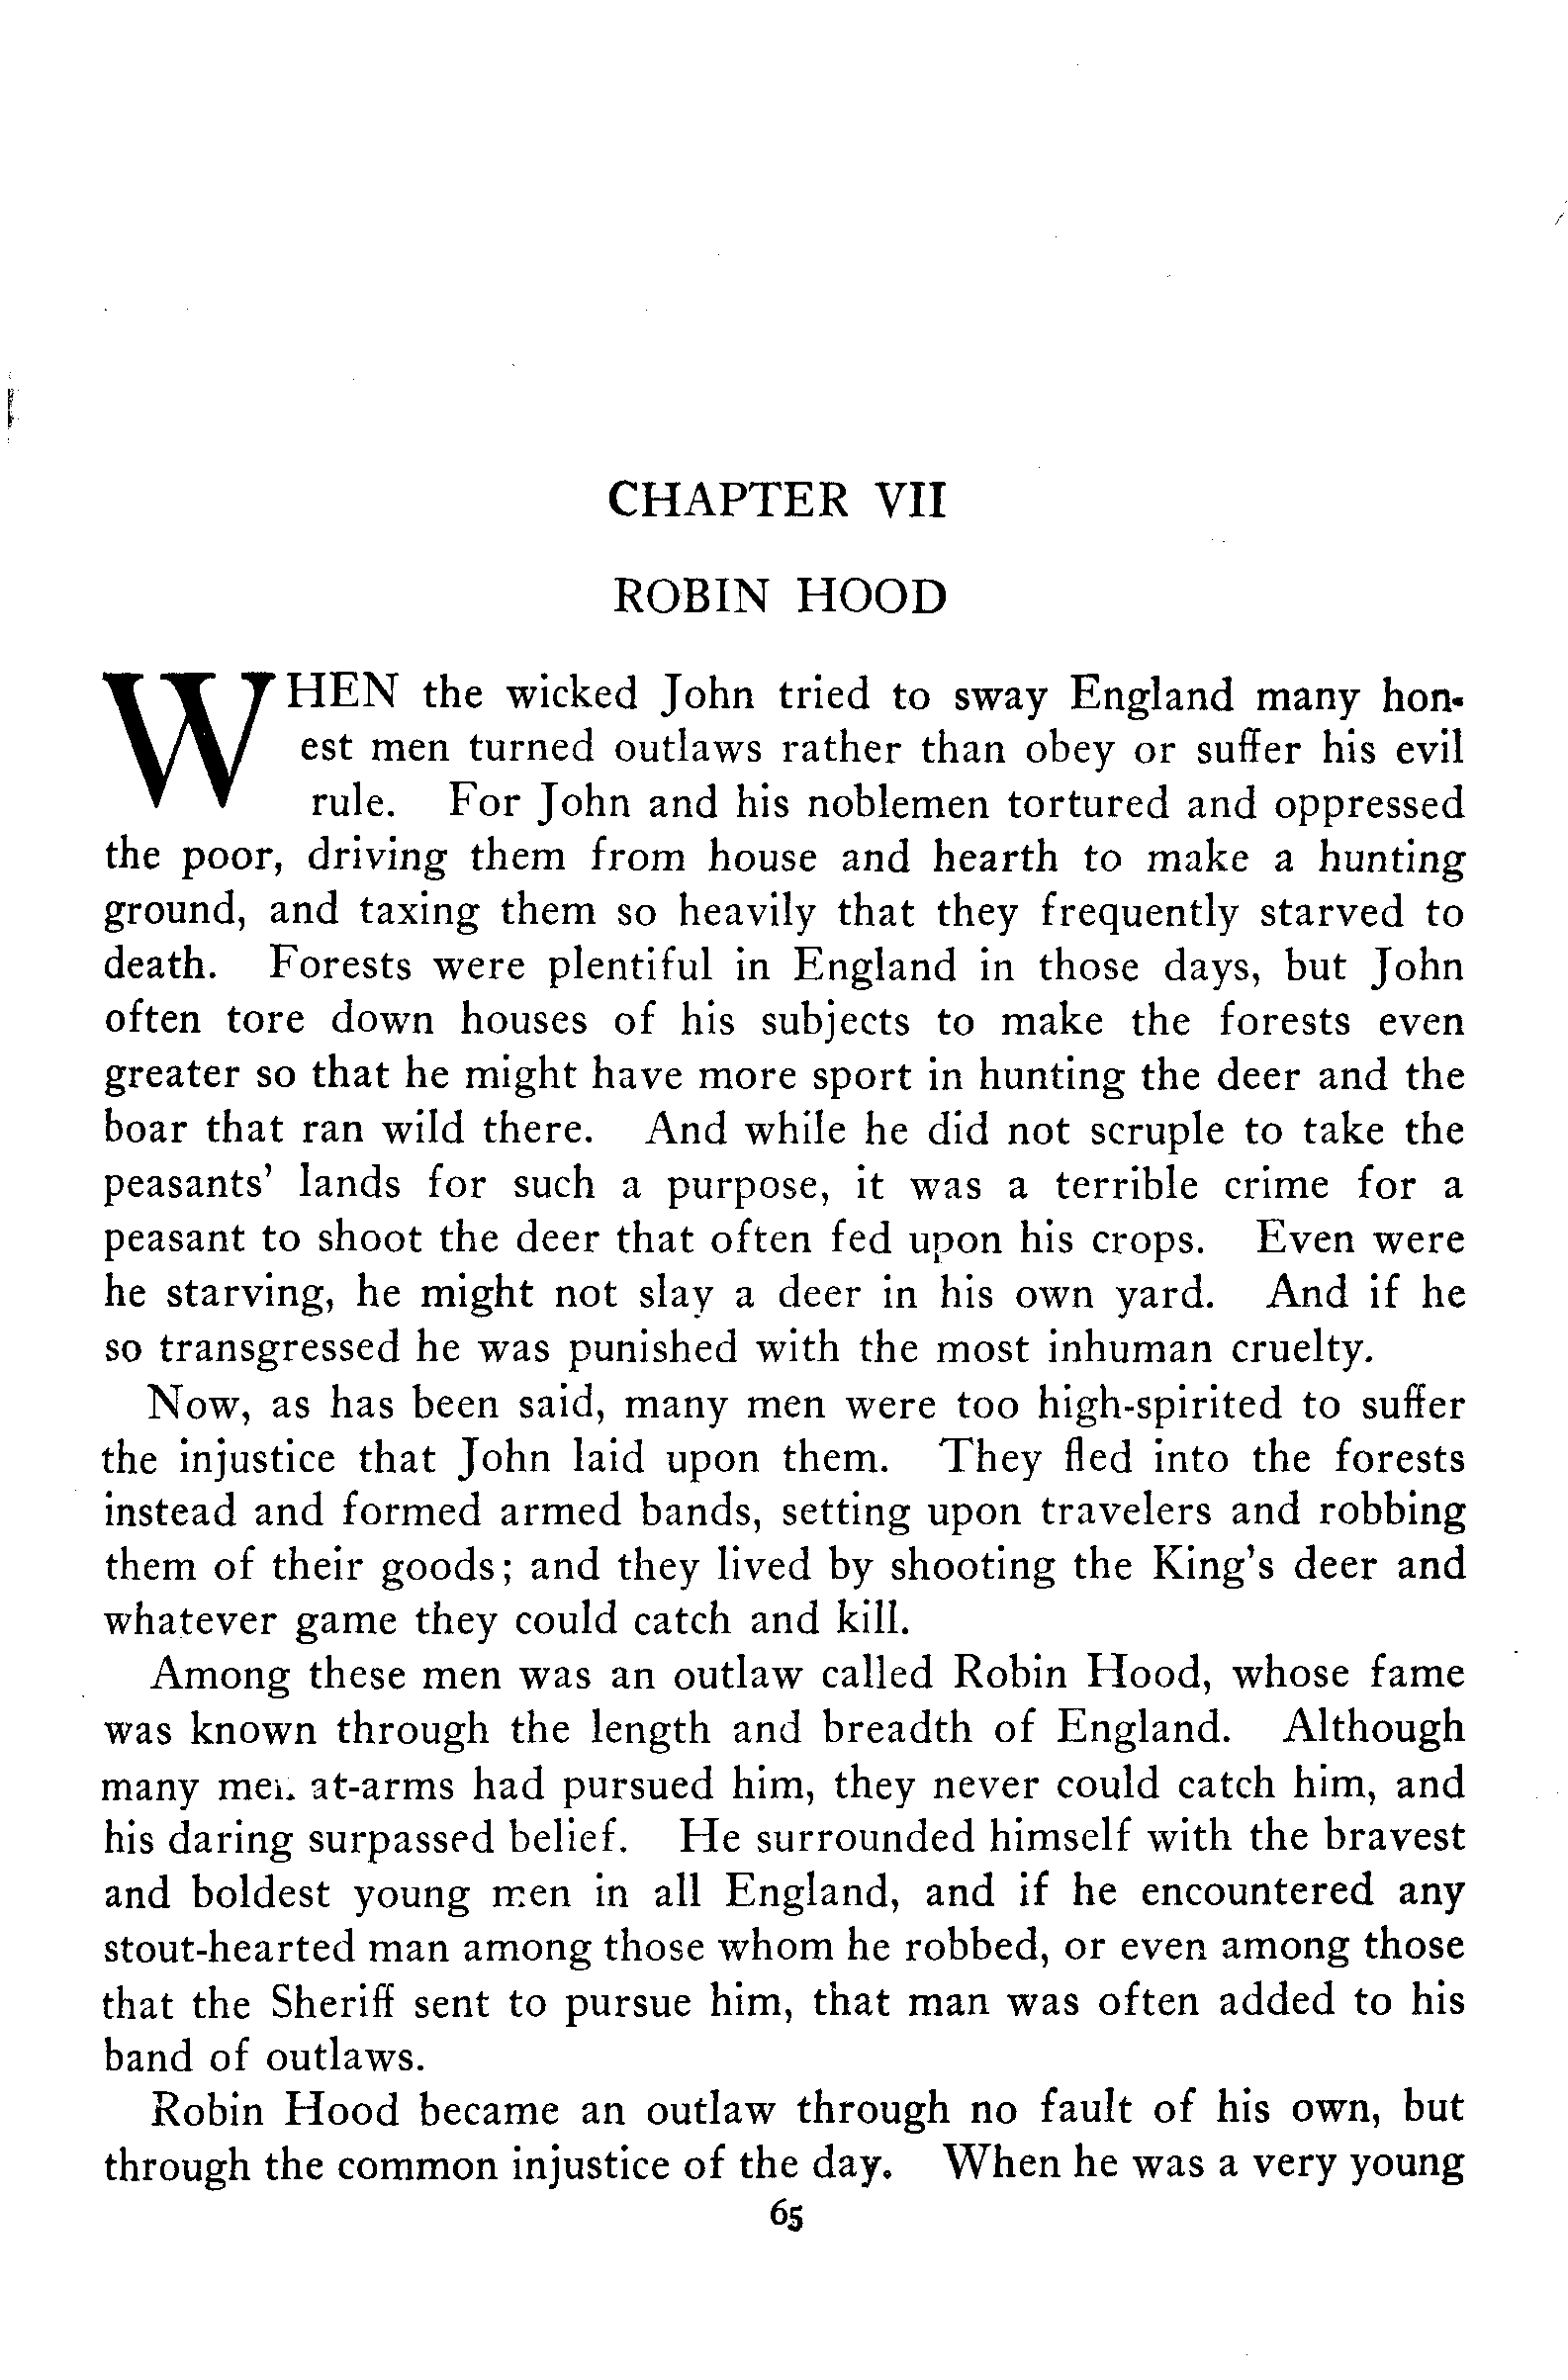 CHAPTER VII
ROBIN HOOD
WHEN the wicked John tried to sway England many hon-
est men turned outlaws rather than obey or suffer his evil
rule. For John and his noblemen tortured and oppressed
the poor, driving them from house and hearth to make a hunting
ground, and taxing them so heavily that they frequently starved to
death. Forests were plentiful in England in those days, but John
often tore down houses of his subjects to make the forests even
greater so that he might have more sport in hunting the deer and the
boar that ran wild there. And while he did not scruple to take the
peasants' lands for such a purpose, it was a terrible crime for a
peasant to shoot the deer that often fed upon his crops. Even were
he starving, he might not slay a deer in his own yard. And if he
so transgressed he was punished with the most inhuman cruelty.
Now, as has been said, many men were too high-spirited to suffer
the injustice that John laid upon them. They fled into the forests
instead and formed armed bands, setting upon travelers and robbing
them of their goods; and they lived by shooting the King's deer and
whatever game they could catch and kill.
Among these men was an outlaw called Robin Hood, whose fame
was known through the length and breadth of England. Although
many men at-arms had pursued him, they never could catch him, and
his daring surpassed belief. He surrounded himself with the bravest
and boldest young men in all England, and if he encountered any
stout-hearted man among those whom he robbed, or even among those
that the Sheriff sent to pursue him, that man was often added to his
band of outlaws.
Robin Hood became an outlaw through no fault of his own, but
through the common injustice of the day. When he was a very young
65